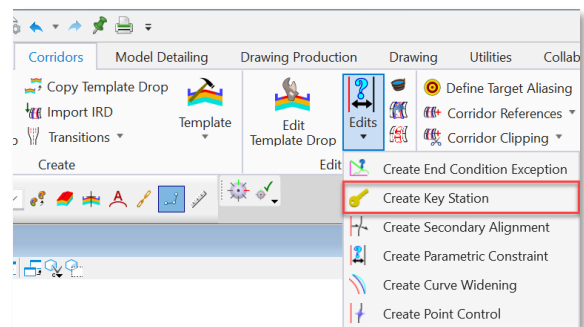 Corridors Model Detailing Drawing Production Drawing Utilities Collab
Copy Template Drop
Import IRD
Transitions
Template
Create
Edit
Template Drop
Edits
Edit
Define Target Aliasing
Corridor References
Corridor Clipping
Create End Condition Exception
Create Key Station
Create Secondary Alignment
Create Parametric Constraint
Create Curve Widening
Create Point Control